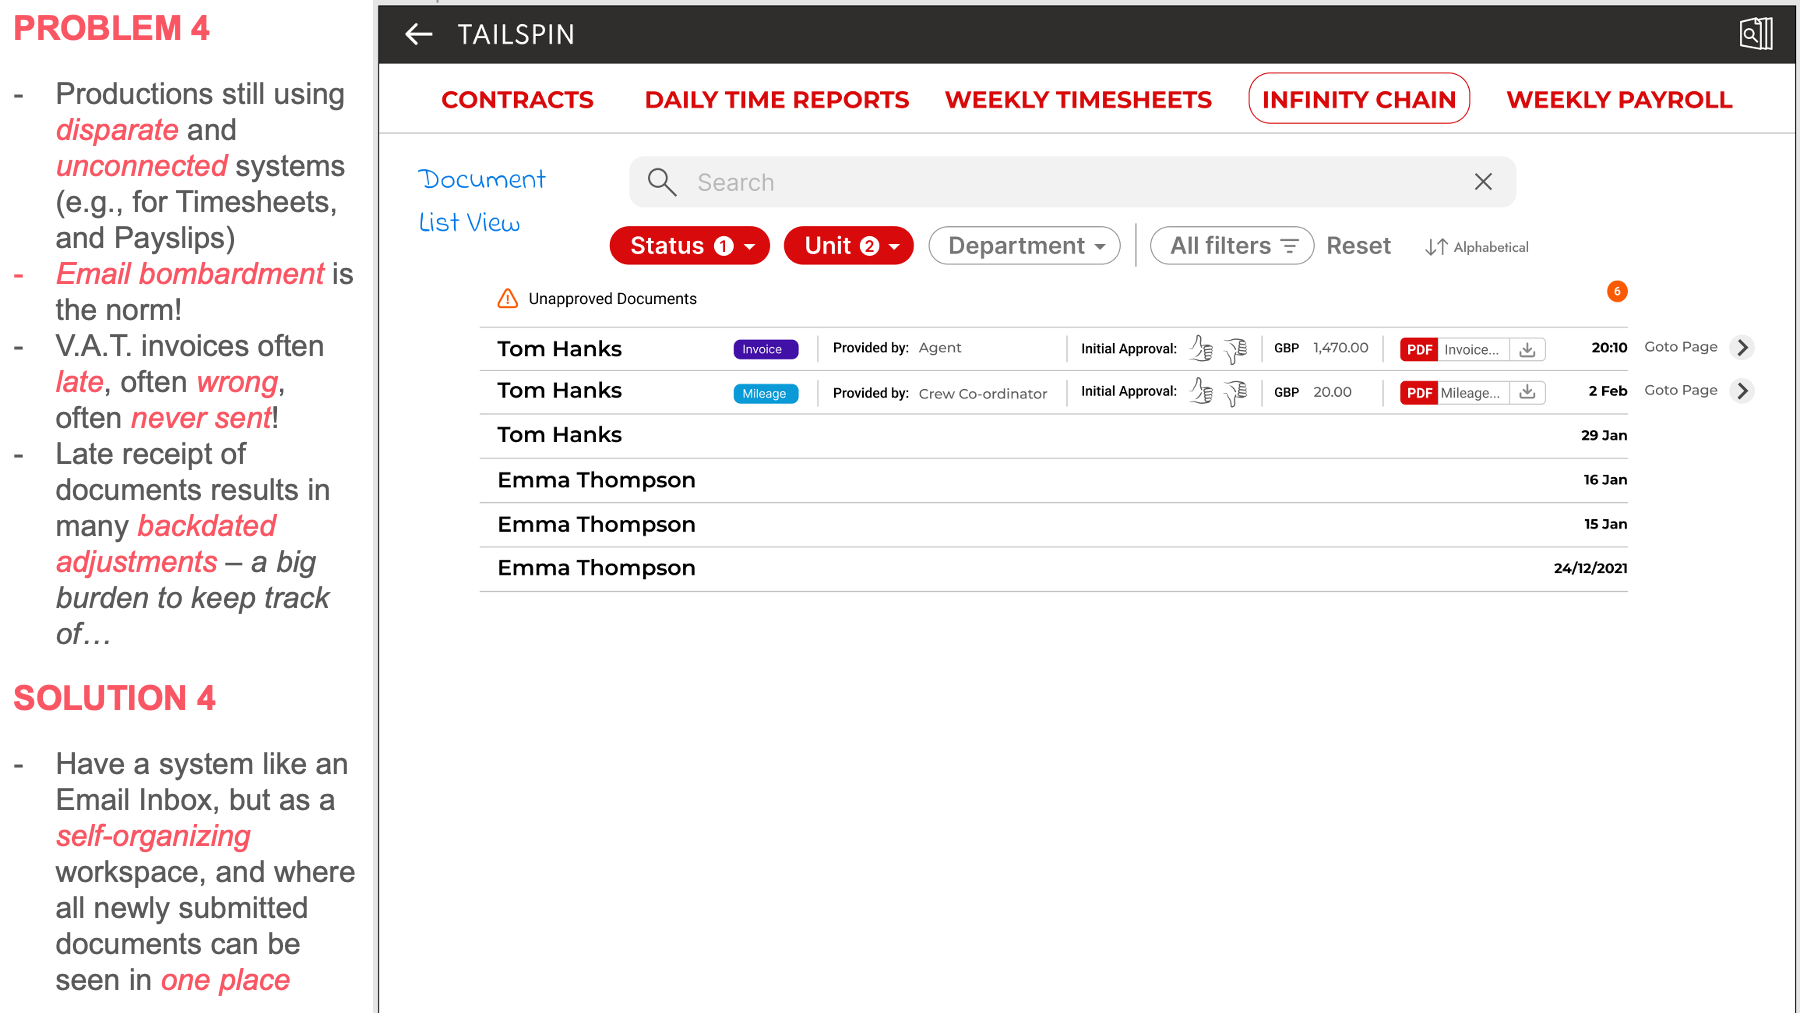 PROBLEM 4
- Productions still using
disparate and
unconnected systems
(e.g., for Timesheets,
and Payslips)
- Email bombardment is
the norm!
- V.A.T. invoices often
late, often wrong,
often never sent!
- Late receipt of
documents results in
many backdated
adjustments – a big
burden to keep track
of…
SOLUTION 4
- Have a system like an
Email Inbox, but as a
self-organizing
workspace, and where
all newly submitted
documents can be
seen in one place
TAILSPIN
CONTRACTS DAILY TIME REPORTS WEEKLY TIMESHEETS INFINITY CHAIN WEEKLY PAYROLL
Document
List View
Search
Status 1 Unit 2 Department All filters Reset Alphabetical
Unapproved Documents 6
Tom Hanks Invoice Provided by: Agent Initial Approval: GBP 1,470.00 PDF Invoice... 20:10 Goto Page
Tom Hanks Mileage Provided by: Crew Co-ordinator Initial Approval: GBP 20.00 PDF Mileage... 2 Feb Goto Page
Tom Hanks 29 Jan
Emma Thompson 16 Jan
Emma Thompson 15 Jan
Emma Thompson 24/12/2021